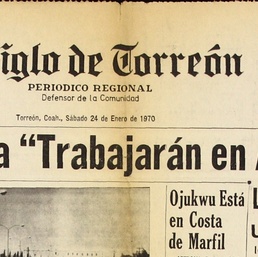 siglo de Torreón
PERIODICO REGIONAL
Defensor de la Comunidad
Torreón, Coah., Sábado 24 de Enero de 1970
a “Trabajarán en A
Ojukwu Está
en Costa
de Marfil